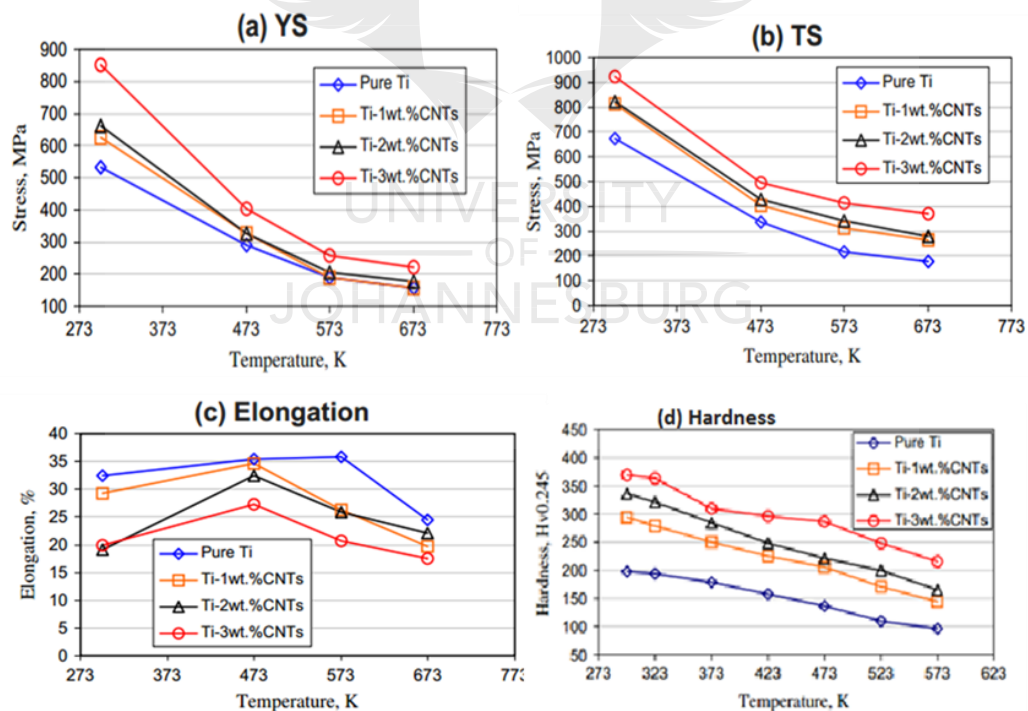 (a) YS
900
800
700
600
500
400
300
200
100
Stress, MPa
273 373 473 573 673 773
Temperature, K
Pure Ti
Ti-1wt.%CNTs
Ti-2wt.%CNTs
Ti-3wt.%CNTs
(b) TS
1000
900
800
700
600
500
400
300
200
100
0
Stress, MPa
273 373 473 573 673 773
Temperature, K
Pure Ti
Ti-1wt.%CNTs
Ti-2wt.%CNTs
Ti-3wt.%CNTs
UNIVERSITY
OF
JOHANNESBURG
(c) Elongation
40
35
30
25
20
15
10
5
0
Elongation, %
273 373 473 573 673 773
Temperature, K
Pure Ti
Ti-1wt.%CNTs
Ti-2wt.%CNTs
Ti-3wt.%CNTs
(d) Hardness
450
400
350
300
250
200
150
100
50
Hardness, Hv0.245
273 323 373 423 473 523 573 623
Temperature, K
Pure Ti
Ti-1wt.%CNTs
Ti-2wt.%CNTs
Ti-3wt.%CNTs